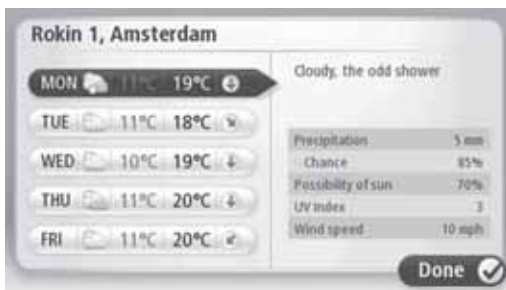 Rokin 1, Amsterdam
MON 11°C 19°C
TUE 11°C 18°C
WED 10°C 19°C
THU 11°C 20°C
FRI 11°C 20°C
Cloudy, the odd shower
Precipitation 5 mm
Chance 85%
Possibility of sun 70%
UV Index 3
Wind speed 10 mph
Done